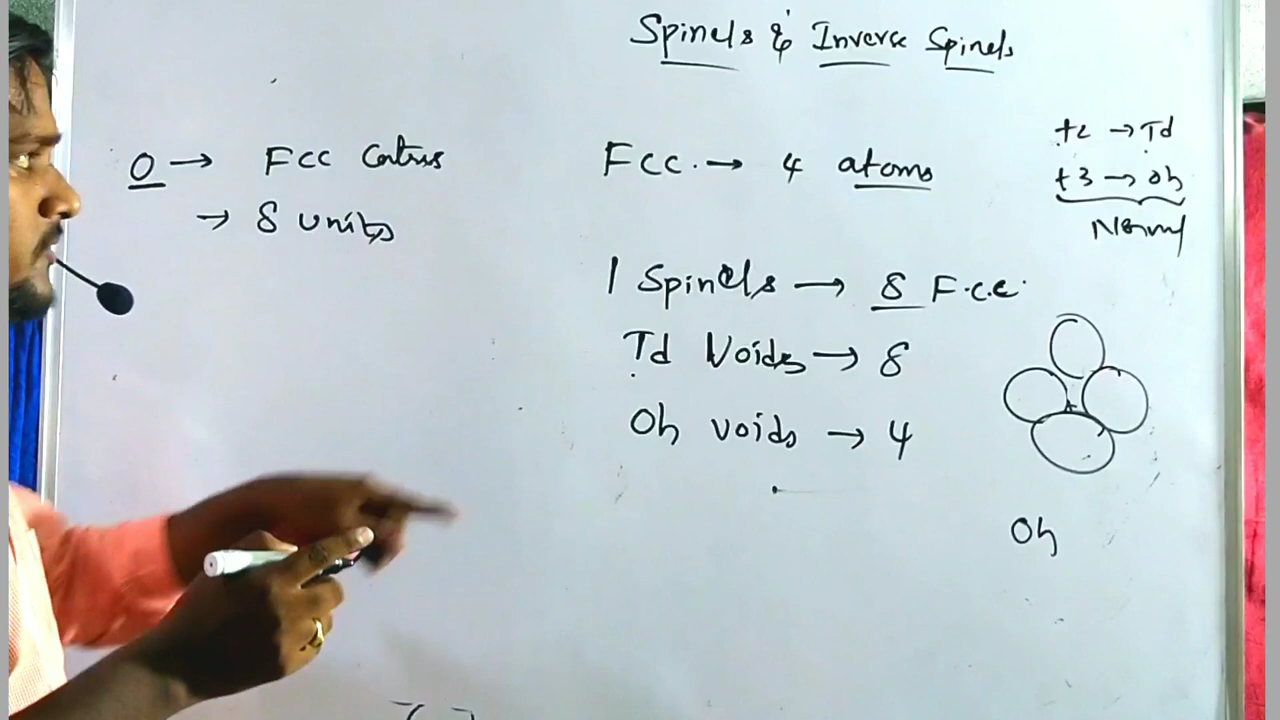 Spinels & Inverse Spinels
O → FCC Centres
→ 8 units
FCC. → 4 atoms
1 Spinels → 8 F.C.C.
Td Voids → 8
Oh voids → 4
+2 → Td
+3 → Oh
Normal
+
Oh